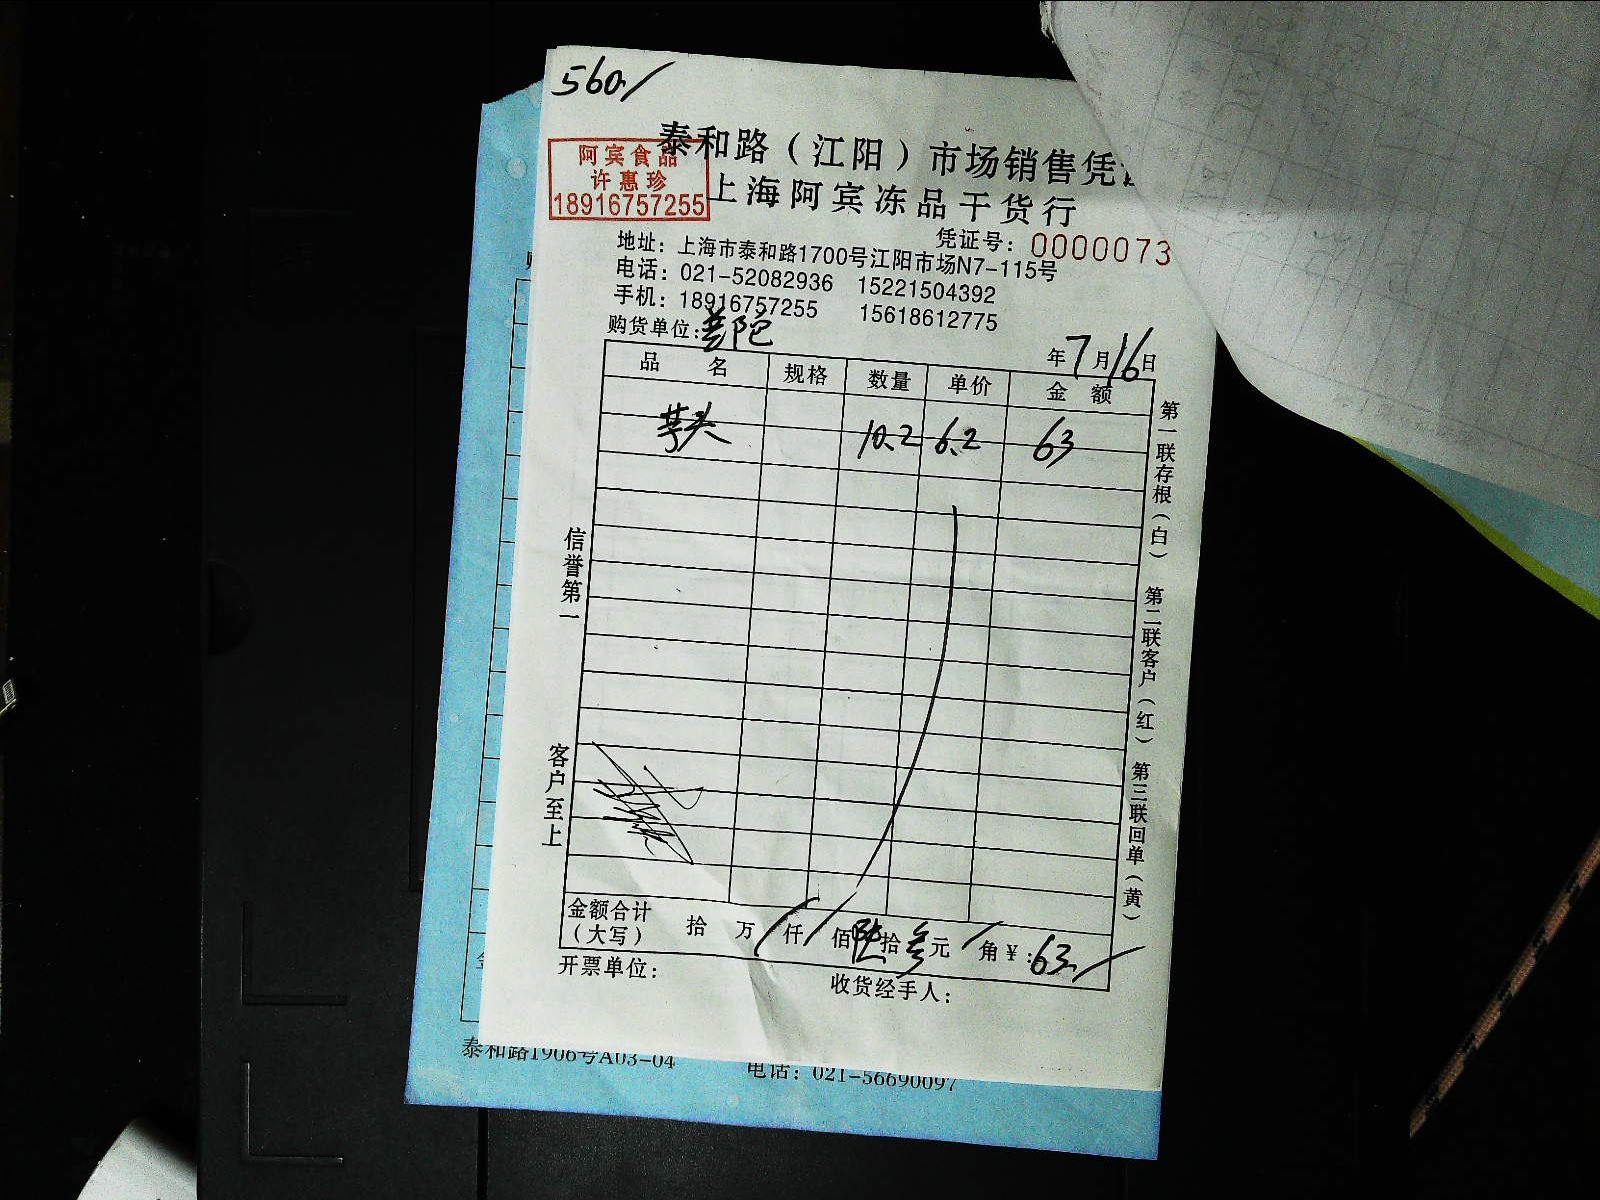 560/
泰和路（江阳）市场销售凭
阿宾食品
许惠珍
18916757255
上海阿宾冻品干货行
凭证号：0000073
地址：上海市泰和路1700号江阳市场N7-115号
电话：021-52082936 15221504392
手机：18916757255 15618612775
购货单位：普陀
年7月16日
品名 规格 数量 单价 金额
芋头 10.2 6.2 63
信誉第一
客户至上
第一联存根（白） 第二联客户（红） 第三联回单（黄）
金额合计（大写） 拾 万 / 仟 / 佰 陆 拾 叁 元 / 角 ¥：63./
开票单位：
收货经手人：
泰和路1906号A03-04 电话：021-56690097